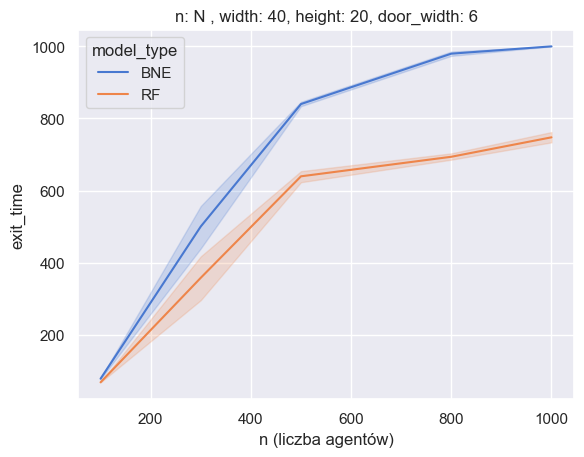 n: N , width: 40, height: 20, door_width: 6
model_type
BNE
RF
exit_time
1000
800
600
400
200
200 400 600 800 1000
n (liczba agentów)